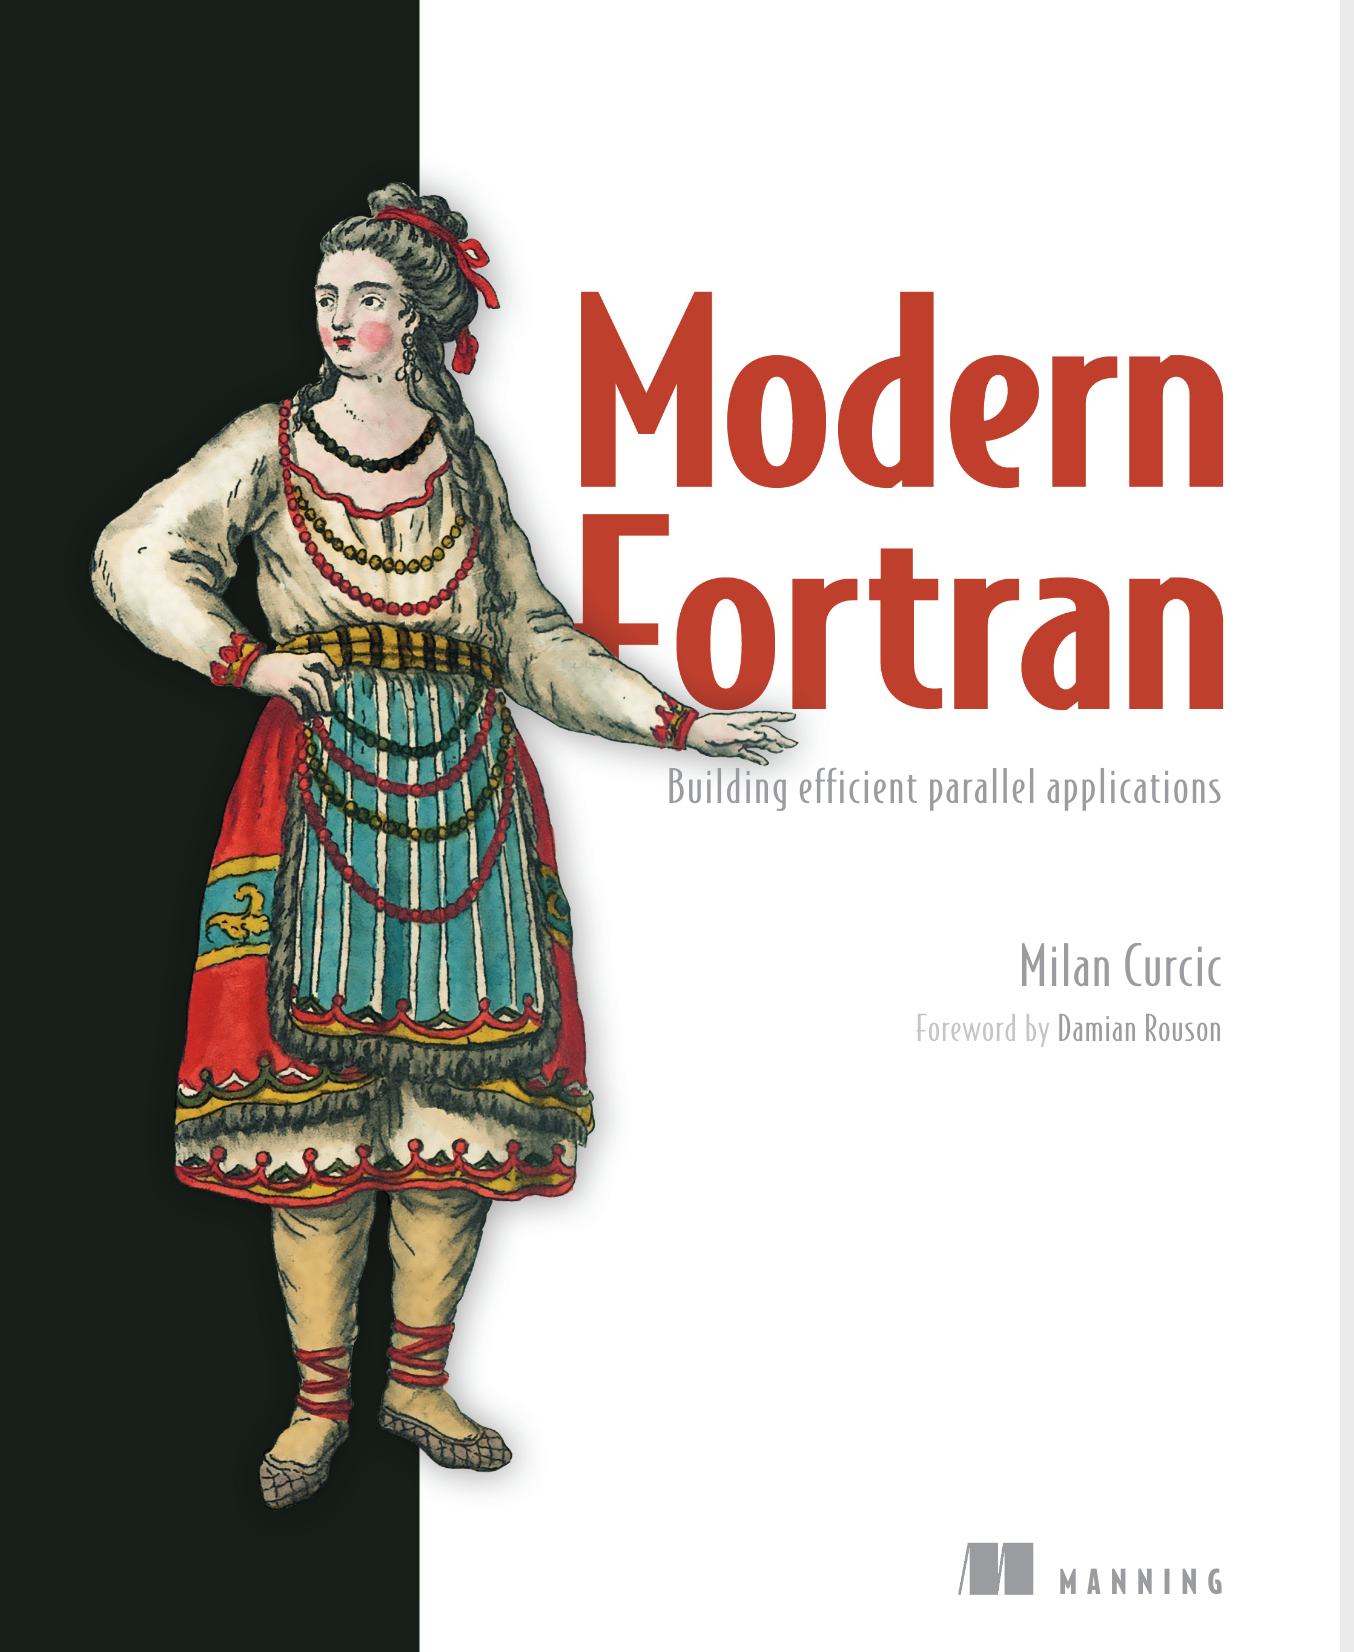 Modern
Fortran
Building efficient parallel applications
Milan Curcic
Foreword by Damian Rouson
MANNING